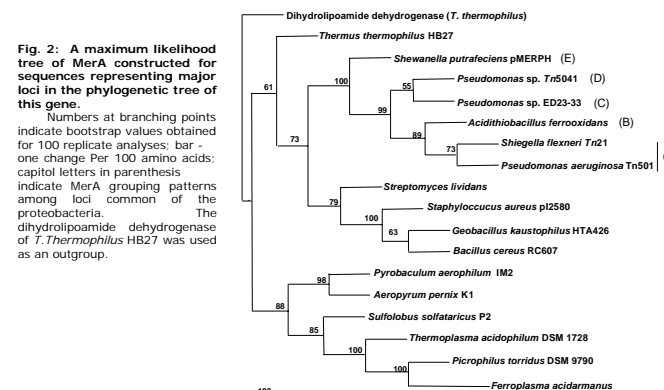 Fig. 2: A maximum likelihood
tree of MerA constructed for
sequences representing major
loci in the phylogenetic tree of
this gene.
Numbers at branching points
indicate bootstrap values obtained
for 100 replicate analyses; bar -
one change Per 100 amino acids;
capitol letters in parenthesis
indicate MerA grouping patterns
among loci common of the
proteobacteria. The
dihydrolipoamide dehydrogenase
of T.Thermophilus HB27 was used
as an outgroup.
Dihydrolipoamide dehydrogenase (T. thermophilus)
Thermus thermophilus HB27
61
Shewanella putrafeciens pMERPH (E)
100
Pseudomonas sp. Tn5041 (D)
55
99
Pseudomonas sp. ED23-33 (C)
Acidithiobacillus ferrooxidans (B)
89
73
Shiegella flexneri Tn21
73
Pseudomonas aeruginosa Tn501
Streptomyces lividans
79
Staphyloccucus aureus pI2580
100
Geobacillus kaustophilus HTA426
63
Bacillus cereus RC607
Pyrobaculum aerophilum IM2
98
Aeropyrum pernix K1
88
Sulfolobus solfataricus P2
85
Thermoplasma acidophilum DSM 1728
100
Picrophilus torridus DSM 9790
100
Ferroplasma acidarmanus